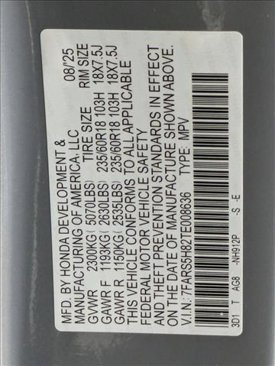 MFD. BY HONDA DEVELOPMENT & 08/25
MANUFACTURING OF AMERICA, LLC
TIRE SIZE RIM SIZE
GVWR 2300KG (5070LBS)
GAWR F 1193KG (2630LBS) 235/60R18 103H 18X7.5J
GAWR R 1150KG (2535LBS) 235/60R18 103H 18X7.5J
THIS VEHICLE CONFORMS TO ALL APPLICABLE
FEDERAL MOTOR VEHICLE SAFETY
AND THEFT PREVENTION STANDARDS IN EFFECT
ON THE DATE OF MANUFACTURE SHOWN ABOVE.
V.I.N: 7FARS5H827E008636 TYPE: MPV
3D1 T AG8 -NH912P S -E